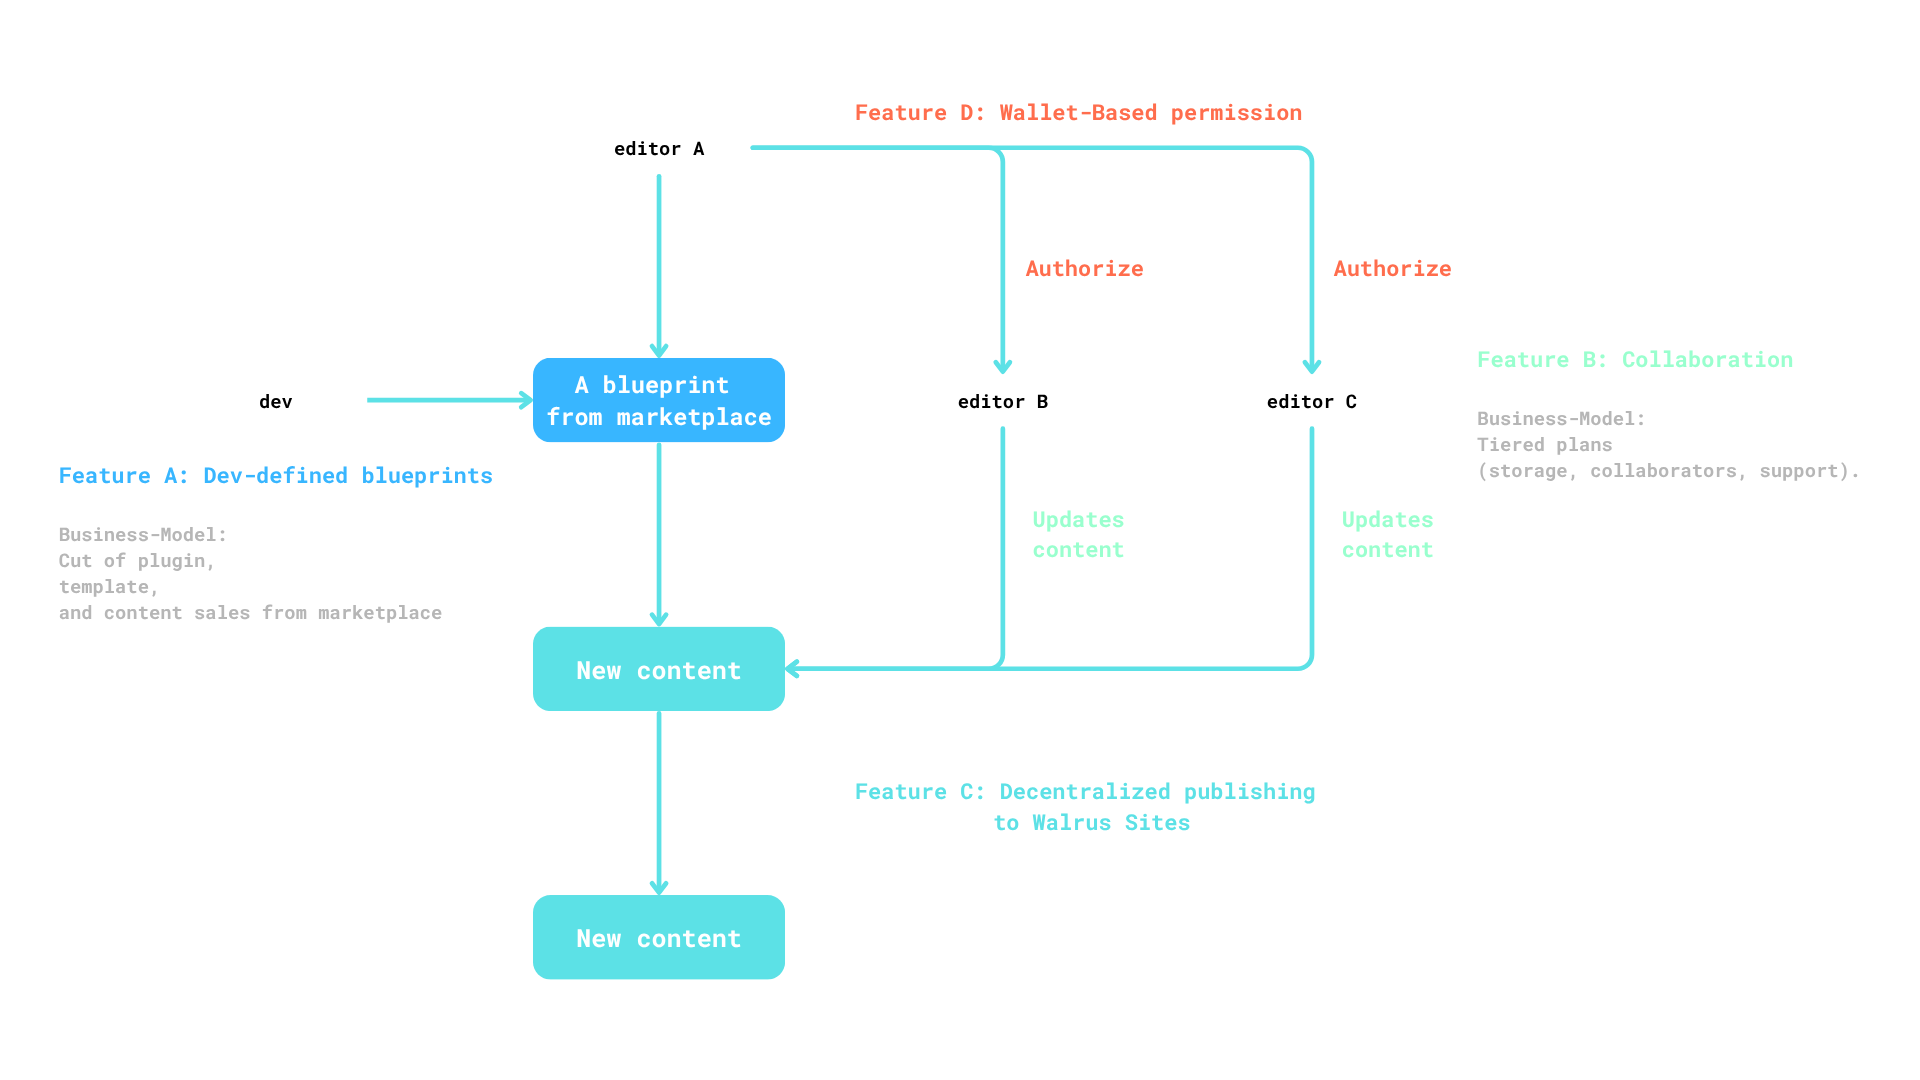 Feature D: Wallet-Based permission
editor A
Authorize
Authorize
A blueprint
from marketplace
dev
editor B
editor C
Feature B: Collaboration
Business-Model:
Tiered plans
(storage, collaborators, support).
Feature A: Dev-defined blueprints
Business-Model:
Cut of plugin,
template,
and content sales from marketplace
Updates
content
Updates
content
New content
Feature C: Decentralized publishing
to Walrus Sites
New content